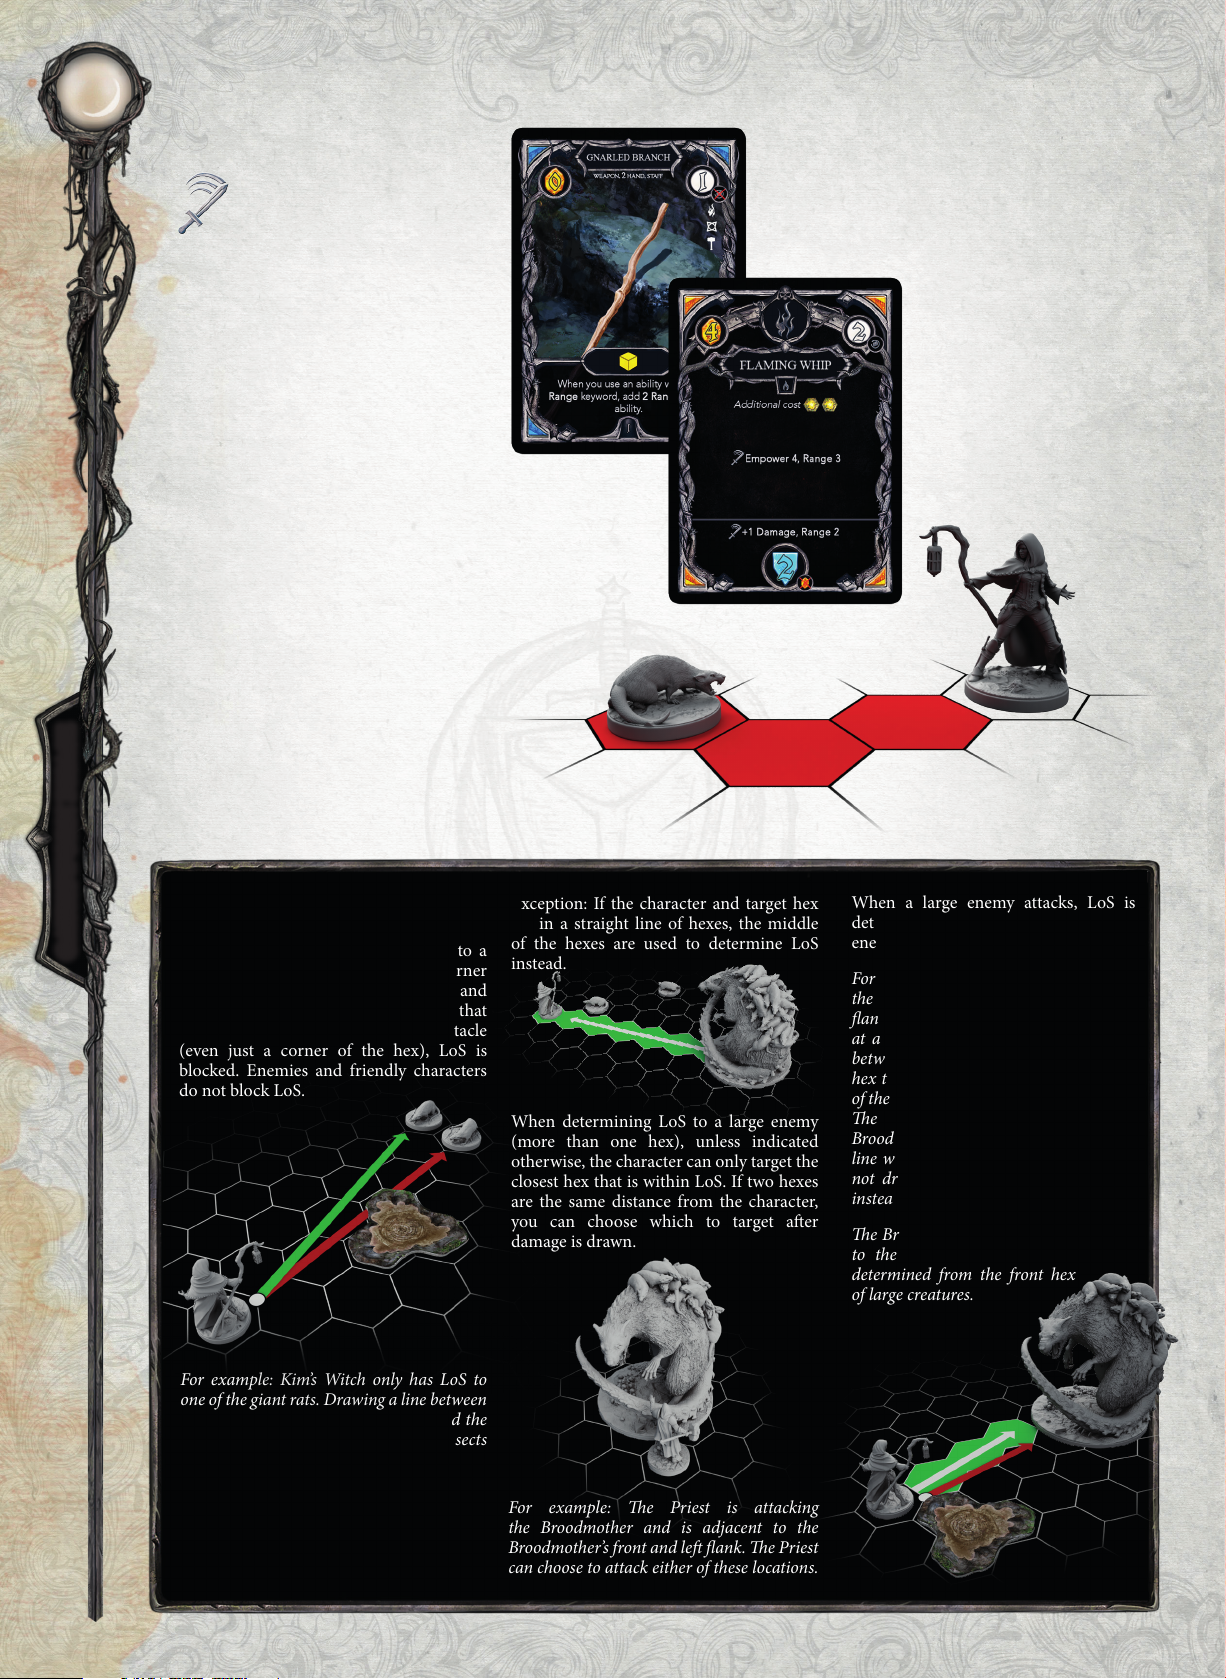 GNARLED BRANCH
WEAPON, 2 HAND, STAFF
0
1
When you use an ability
Range keyword, add 2
ability.
I
4
2
FLAMING WHIP
Additional cost
Empower 4, Range 3
+1 Damage, Range 2
2
to a
rner
and
that
tacle
(even just a corner of the hex), LoS is
blocked. Enemies and friendly characters
do not block LoS.
For example: Kim's Witch only has LoS to
one of the giant rats. Drawing a line between
d the
sects
xception: If the character and target hex
in a straight line of hexes, the middle
of the hexes are used to determine LoS
instead.
When determining LoS to a large enemy
(more than one hex), unless indicated
otherwise, the character can only target the
closest hex that is within LoS. If two hexes
are the same distance from the character,
you can choose which to target after
damage is drawn.
For example: The Priest is attacking
the Broodmother and is adjacent to the
Broodmother's front and left flank. The Priest
can choose to attack either of these locations.
When a large enemy attacks, LoS is
det
ene
For
the
flan
at a
betw
hex t
of the
The
Brood
line w
not dr
instea
The Br
to the
determined from the front hex
of large creatures.